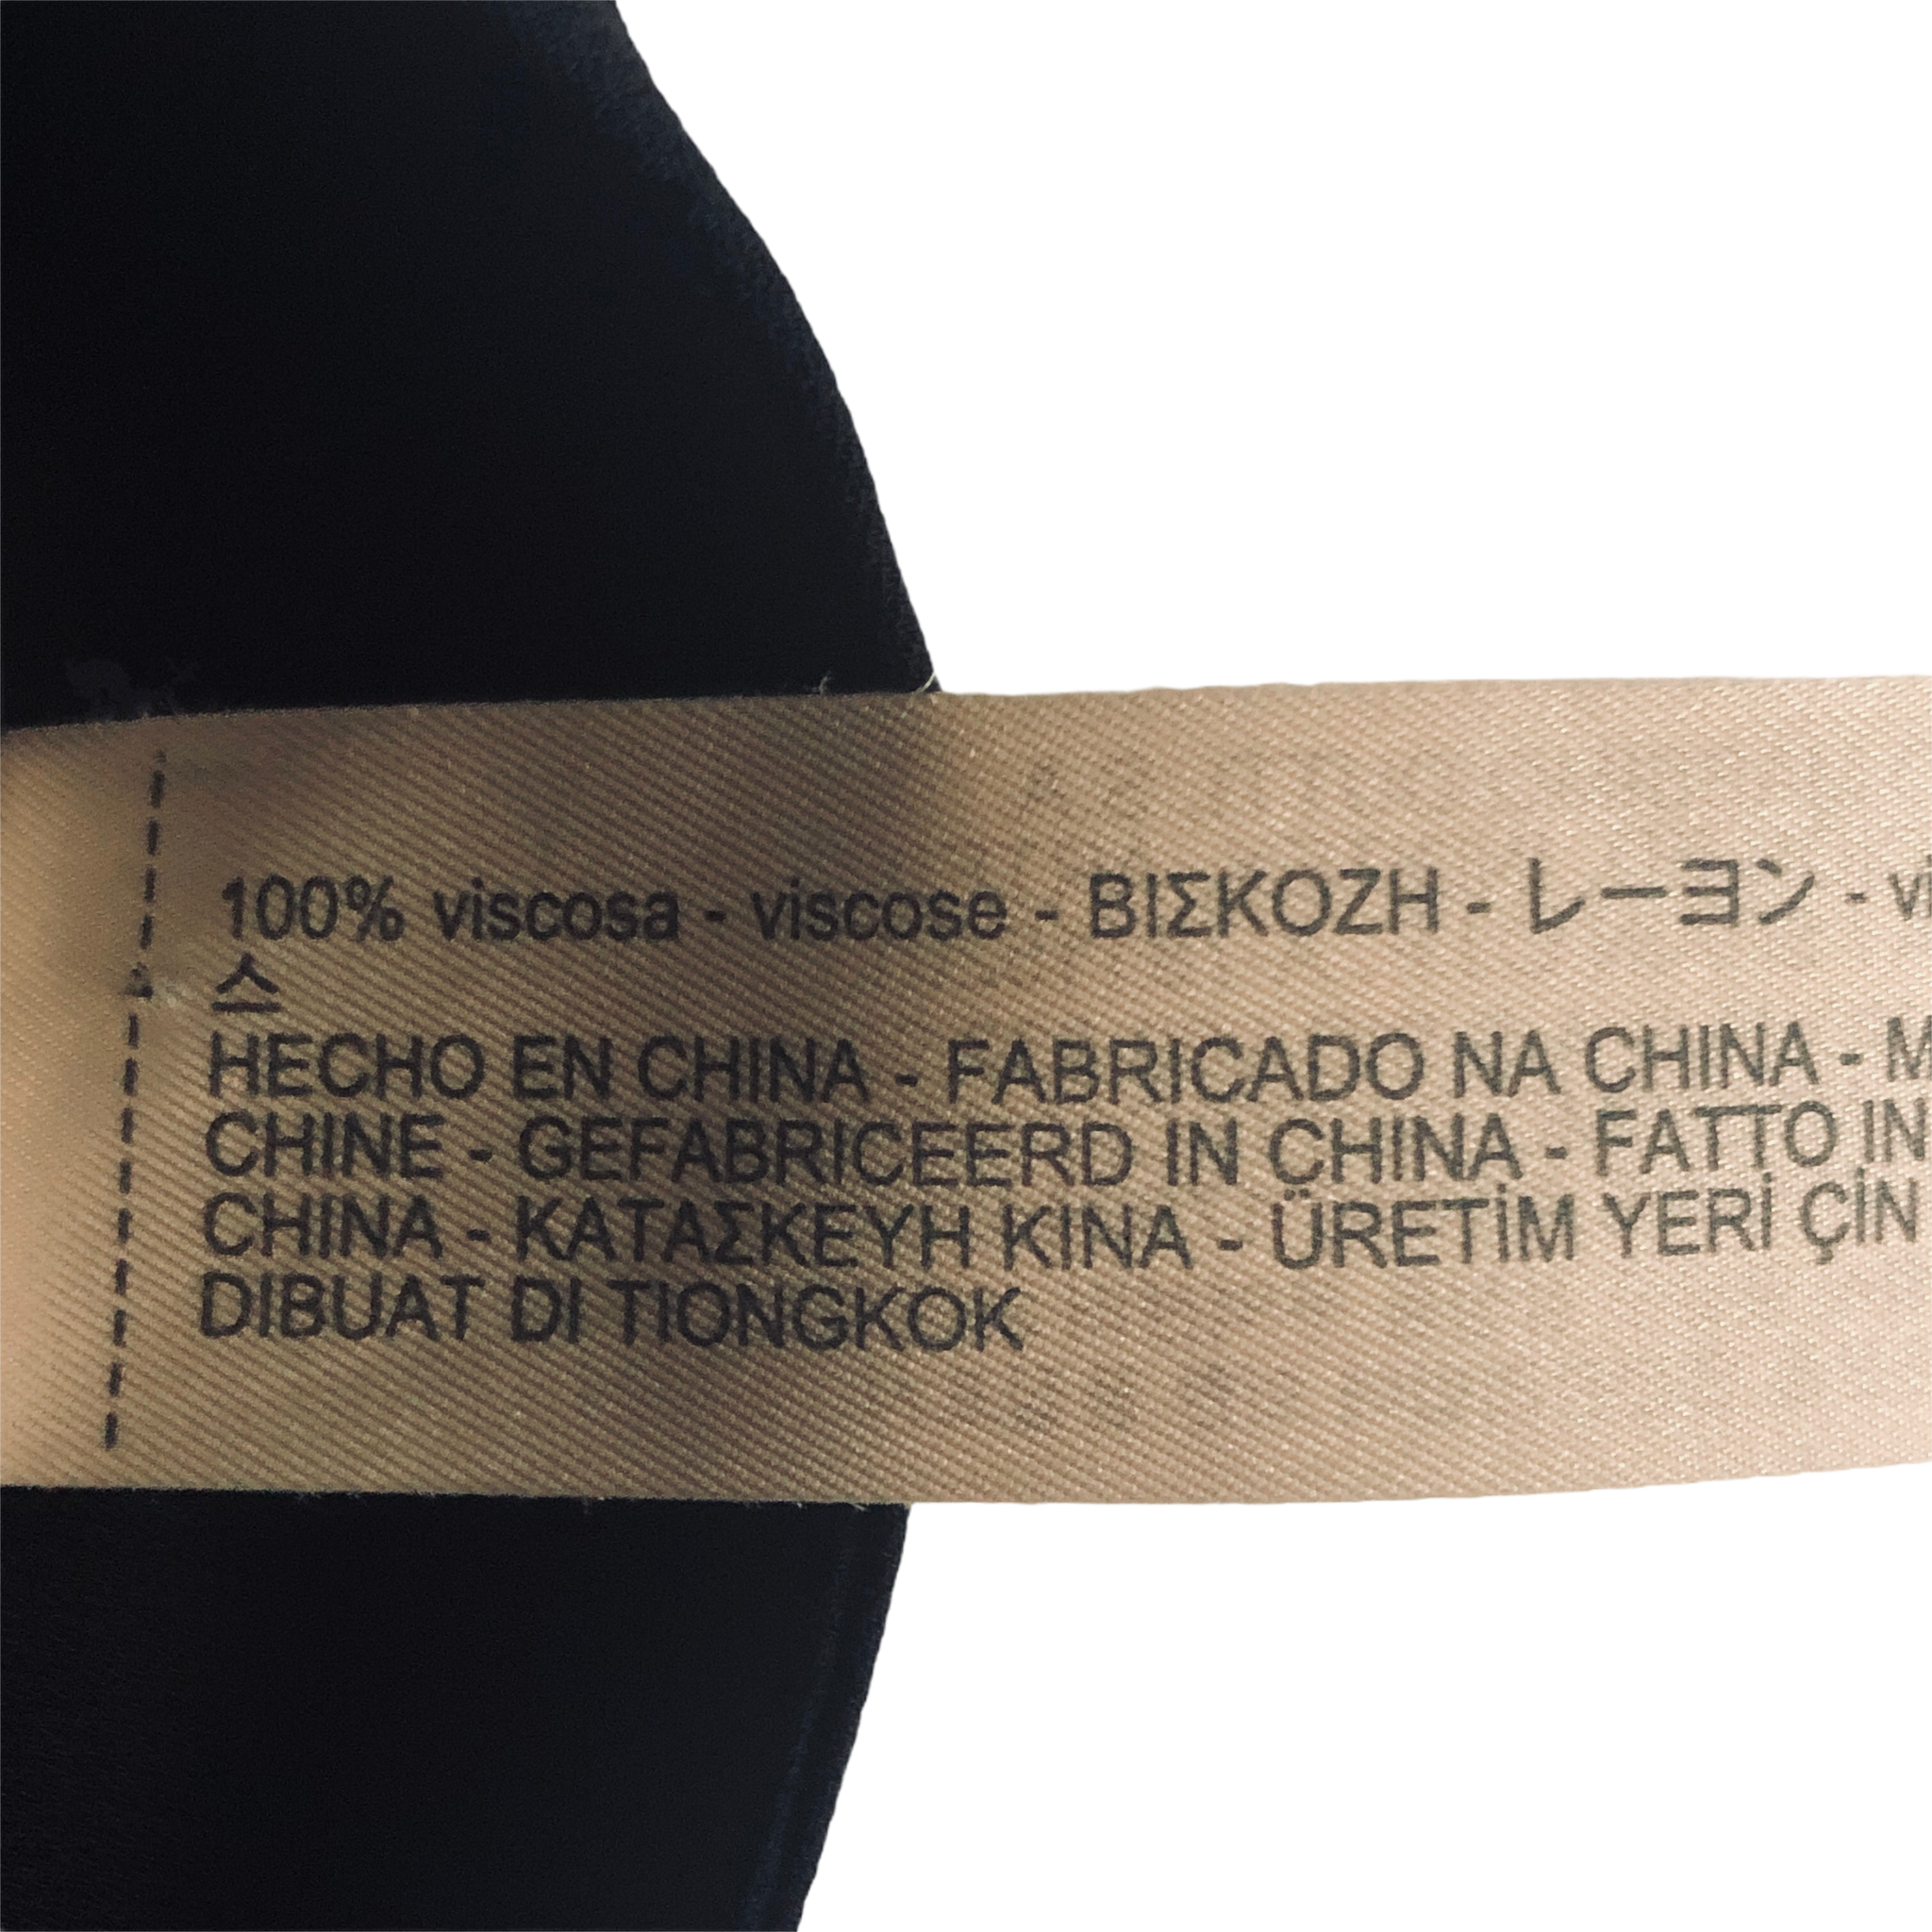 100% viscosa - viscose - ΒΙΣΚΟΖΗ - レーヨン -
스
HECHO EN CHINA - FABRICADO NA CHINA -
CHINE - GEFABRICEERD IN CHINA - FATTO IN
CHINA - ΚΑΤΑΣΚΕΥΗ ΚΙΝΑ - ÜRETİM YERİ ÇİN
DIBUAT DI TIONGKOK